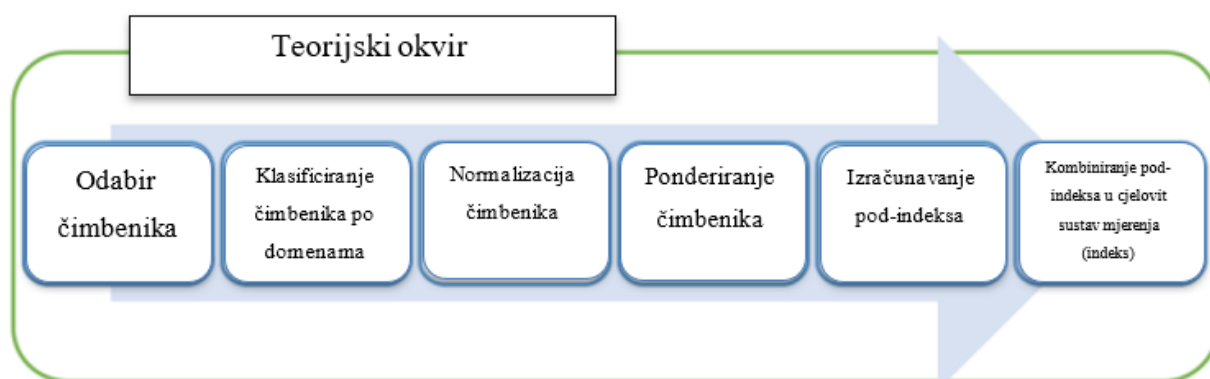 Teorijski okvir
Odabir
čimbenika
Klasificiranje
čimbenika po
domenama
Normalizacija
čimbenika
Ponderiranje
čimbenika
Izračunavanje
pod-indeksa
Kombiniranje pod-
indeksa u cjelovit
sustav mjerenja
(indeks)